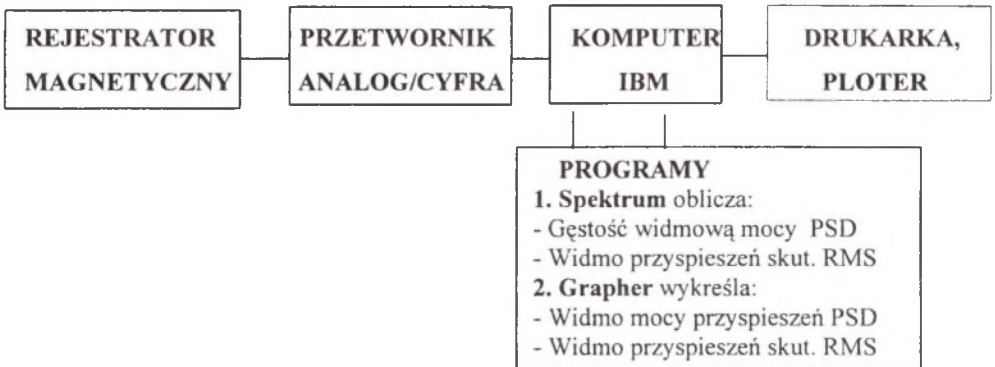 REJESTRATOR
MAGNETYCZNY
PRZETWORNIK
ANALOG/CYFRA
KOMPUTER
IBM
DRUKARKA,
PLOTER
PROGRAMY
1. Spektrum oblicza:
- Gęstość widmową mocy PSD
- Widmo przyspieszeń skut. RMS
2. Grapher wykreśla:
- Widmo mocy przyspieszeń PSD
- Widmo przyspieszeń skut. RMS